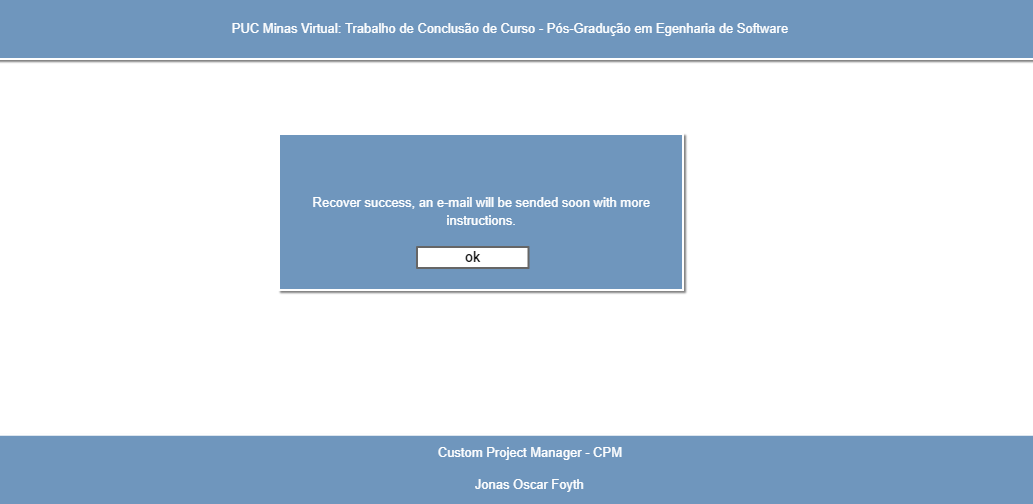 PUC Minas Virtual: Trabalho de Conclusão de Curso - Pós-Gradução em Egenharia de Software
Recover success, an e-mail will be sended soon with more
instructions.
ok
Custom Project Manager - CPM
Jonas Oscar Foyth